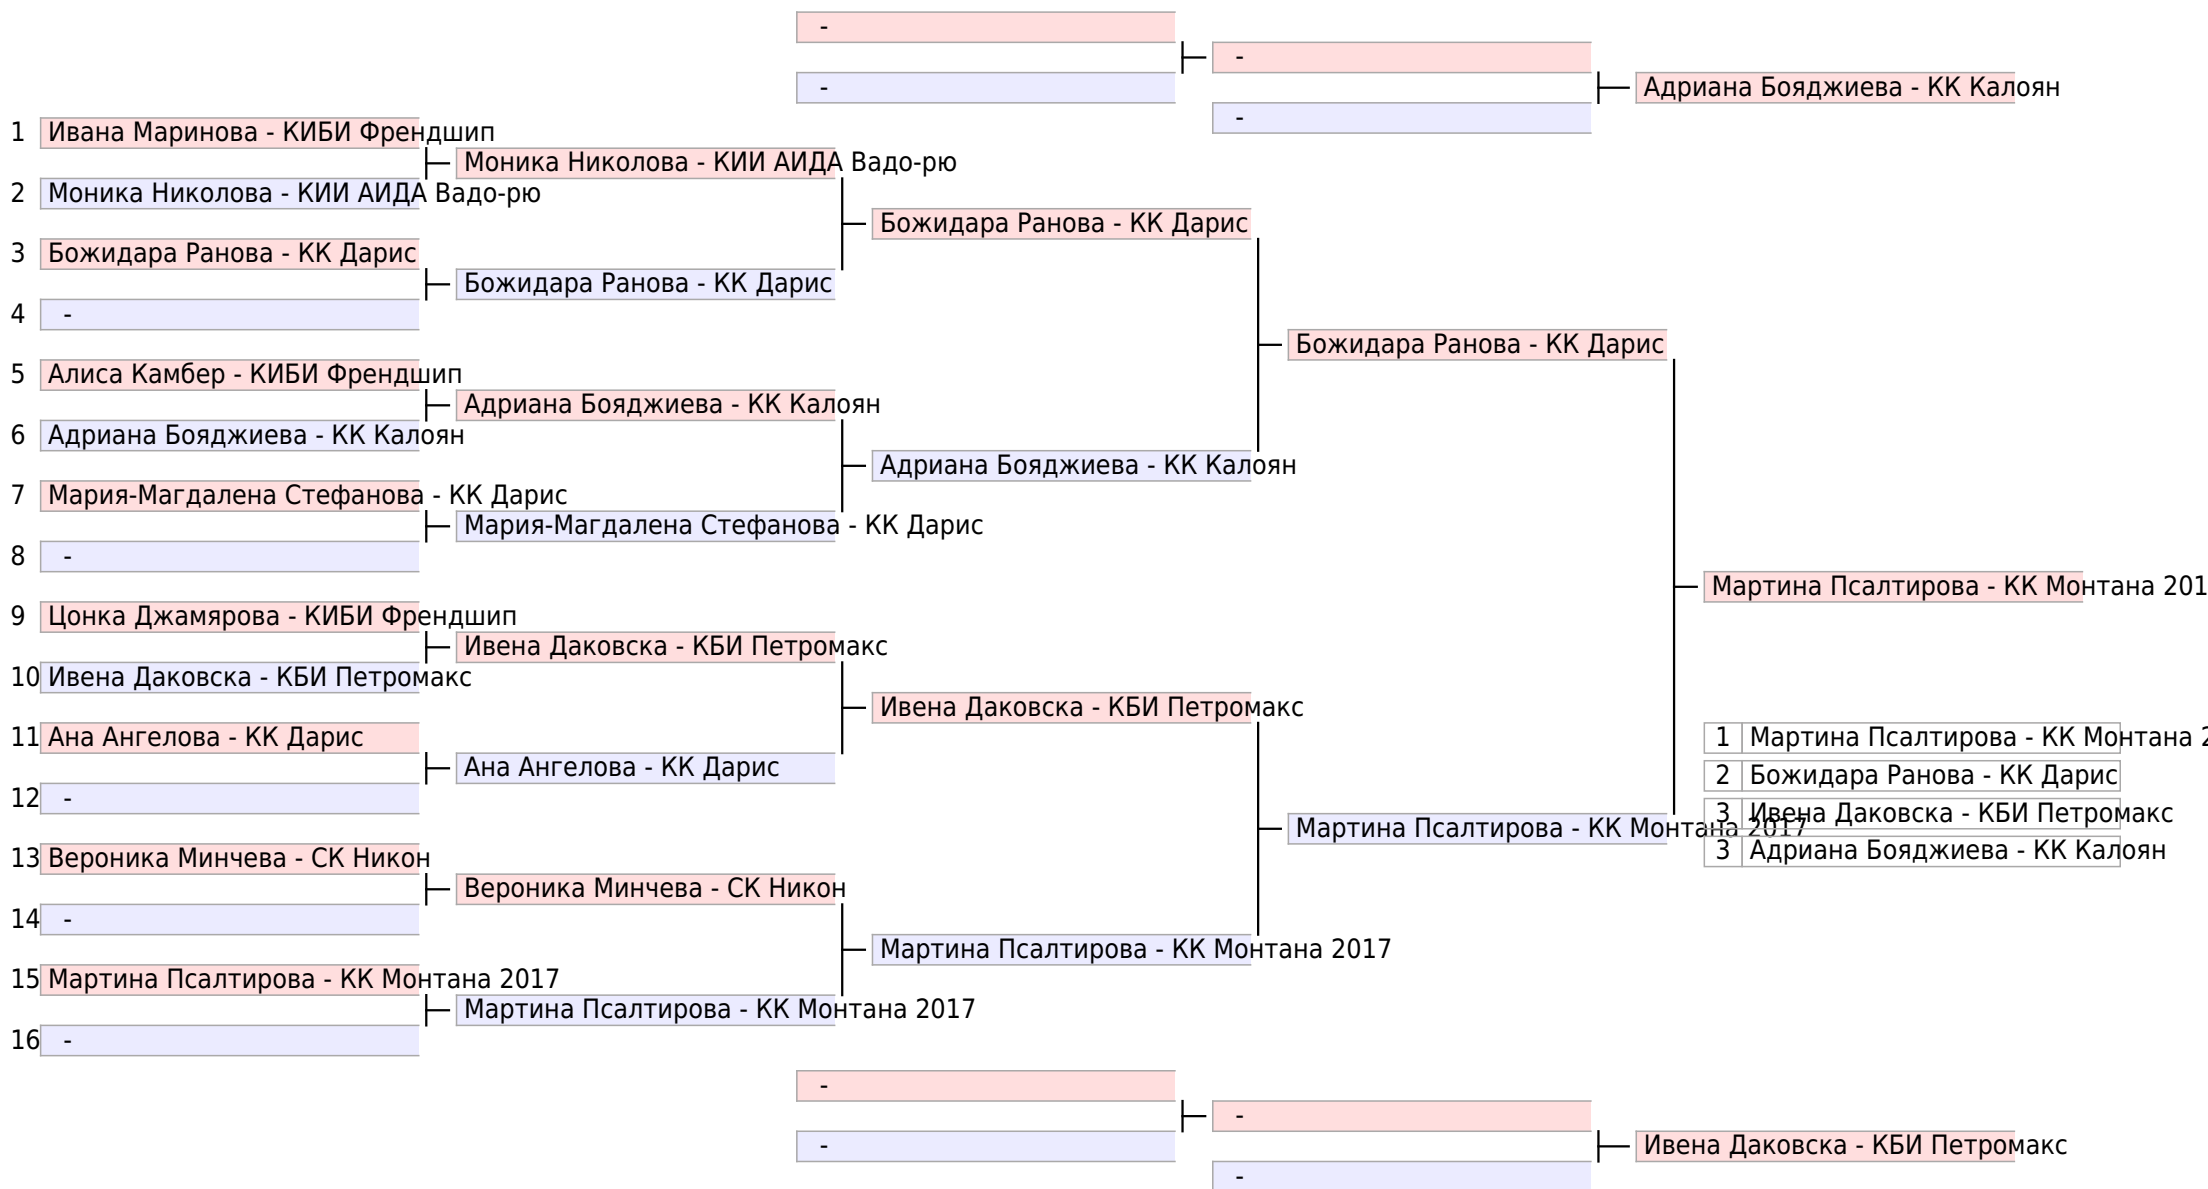 -
-
-
-
Адриана Бояджиева - КК Калоян
1 Ивана Маринова - КИБИ Френдшип
Моника Николова - КИИ АИДА Вадо-рю
2 Моника Николова - КИИ АИДА Вадо-рю
Божидара Ранова - КК Дарис
3 Божидара Ранова - КК Дарис
Божидара Ранова - КК Дарис
4 -
Божидара Ранова - КК Дарис
5 Алиса Камбер - КИБИ Френдшип
Адриана Бояджиева - КК Калоян
6 Адриана Бояджиева - КК Калоян
Адриана Бояджиева - КК Калоян
7 Мария-Магдалена Стефанова - КК Дарис
Мария-Магдалена Стефанова - КК Дарис
8 -
Мартина Псалтирова - КК Монтана 201
9 Цонка Джамярова - КИБИ Френдшип
Ивена Даковска - КБИ Петромакс
10 Ивена Даковска - КБИ Петромакс
Ивена Даковска - КБИ Петромакс
11 Ана Ангелова - КК Дарис
Ана Ангелова - КК Дарис
12 -
1 Мартина Псалтирова - КК Монтана 2
2 Божидара Ранова - КК Дарис
3 Ивена Даковска - КБИ Петромакс
Мартина Псалтирова - КК Монтана 2017
3 Адриана Бояджиева - КК Калоян
13 Вероника Минчева - СК Никон
Вероника Минчева - СК Никон
14 -
Мартина Псалтирова - КК Монтана 2017
15 Мартина Псалтирова - КК Монтана 2017
Мартина Псалтирова - КК Монтана 2017
16 -
-
-
-
-
Ивена Даковска - КБИ Петромакс